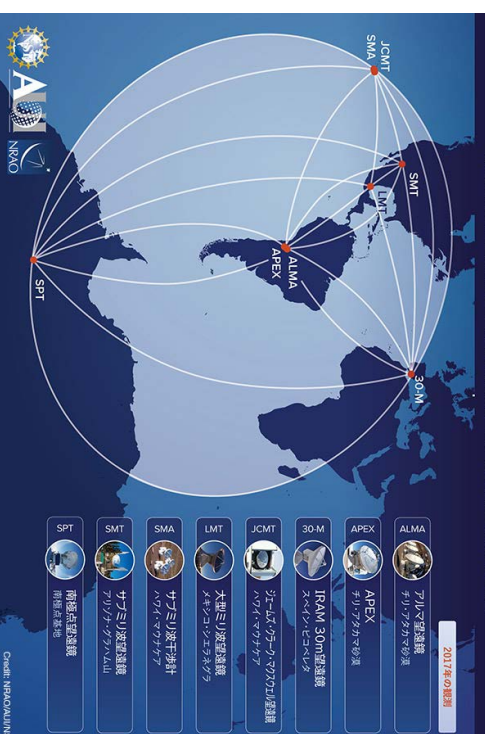 JCMT
SMA
SMT
LMT
30-M
ALMA
APEX
SPT
2017年の観測
ALMA
アルマ望遠鏡
チリ・アタカマ砂漠
APEX
APEX
チリ・アタカマ砂漠
30-M
IRAM 30m望遠鏡
スペイン・ピコベレタ
JCMT
ジェームズ・クラーク・マクスウェル望遠鏡
ハワイ・マウナケア
LMT
大型ミリ波望遠鏡
メキシコ・シエラネグラ
SMA
サブミリ波干渉計
ハワイ・マウナケア
SMT
サブミリ波望遠鏡
アリゾナ・グラハム山
SPT
南極点望遠鏡
南極点基地
AUI
NRAO
Credit: NRAO/AUI/N